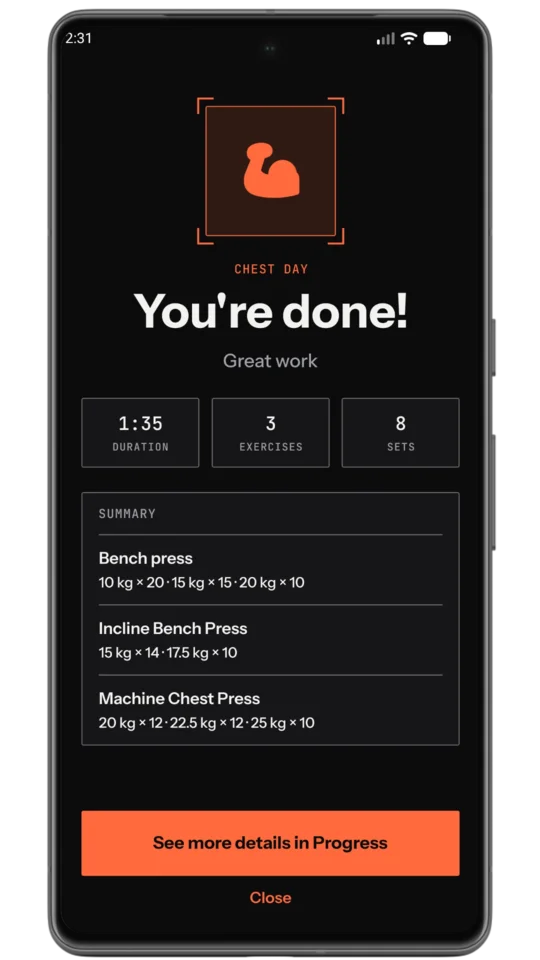 2:31
CHEST DAY
You're done!
Great work
1:35
DURATION
3
EXERCISES
8
SETS
SUMMARY
Bench press
10 kg × 20 · 15 kg × 15 · 20 kg × 10
Incline Bench Press
15 kg × 14 · 17.5 kg × 10
Machine Chest Press
20 kg × 12 · 22.5 kg × 12 · 25 kg × 10
See more details in Progress
Close